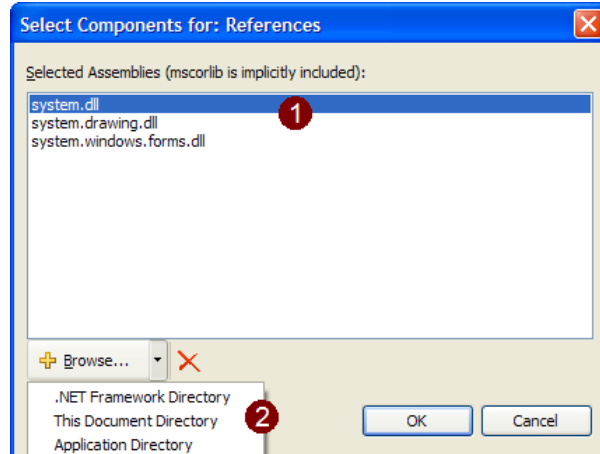 Select Components for: References
Selected Assemblies (mscorlib is implicitly included):
system.dll
1
system.drawing.dll
system.windows.forms.dll
Browse...
.NET Framework Directory
This Document Directory
2
OK
Cancel
Application Directory